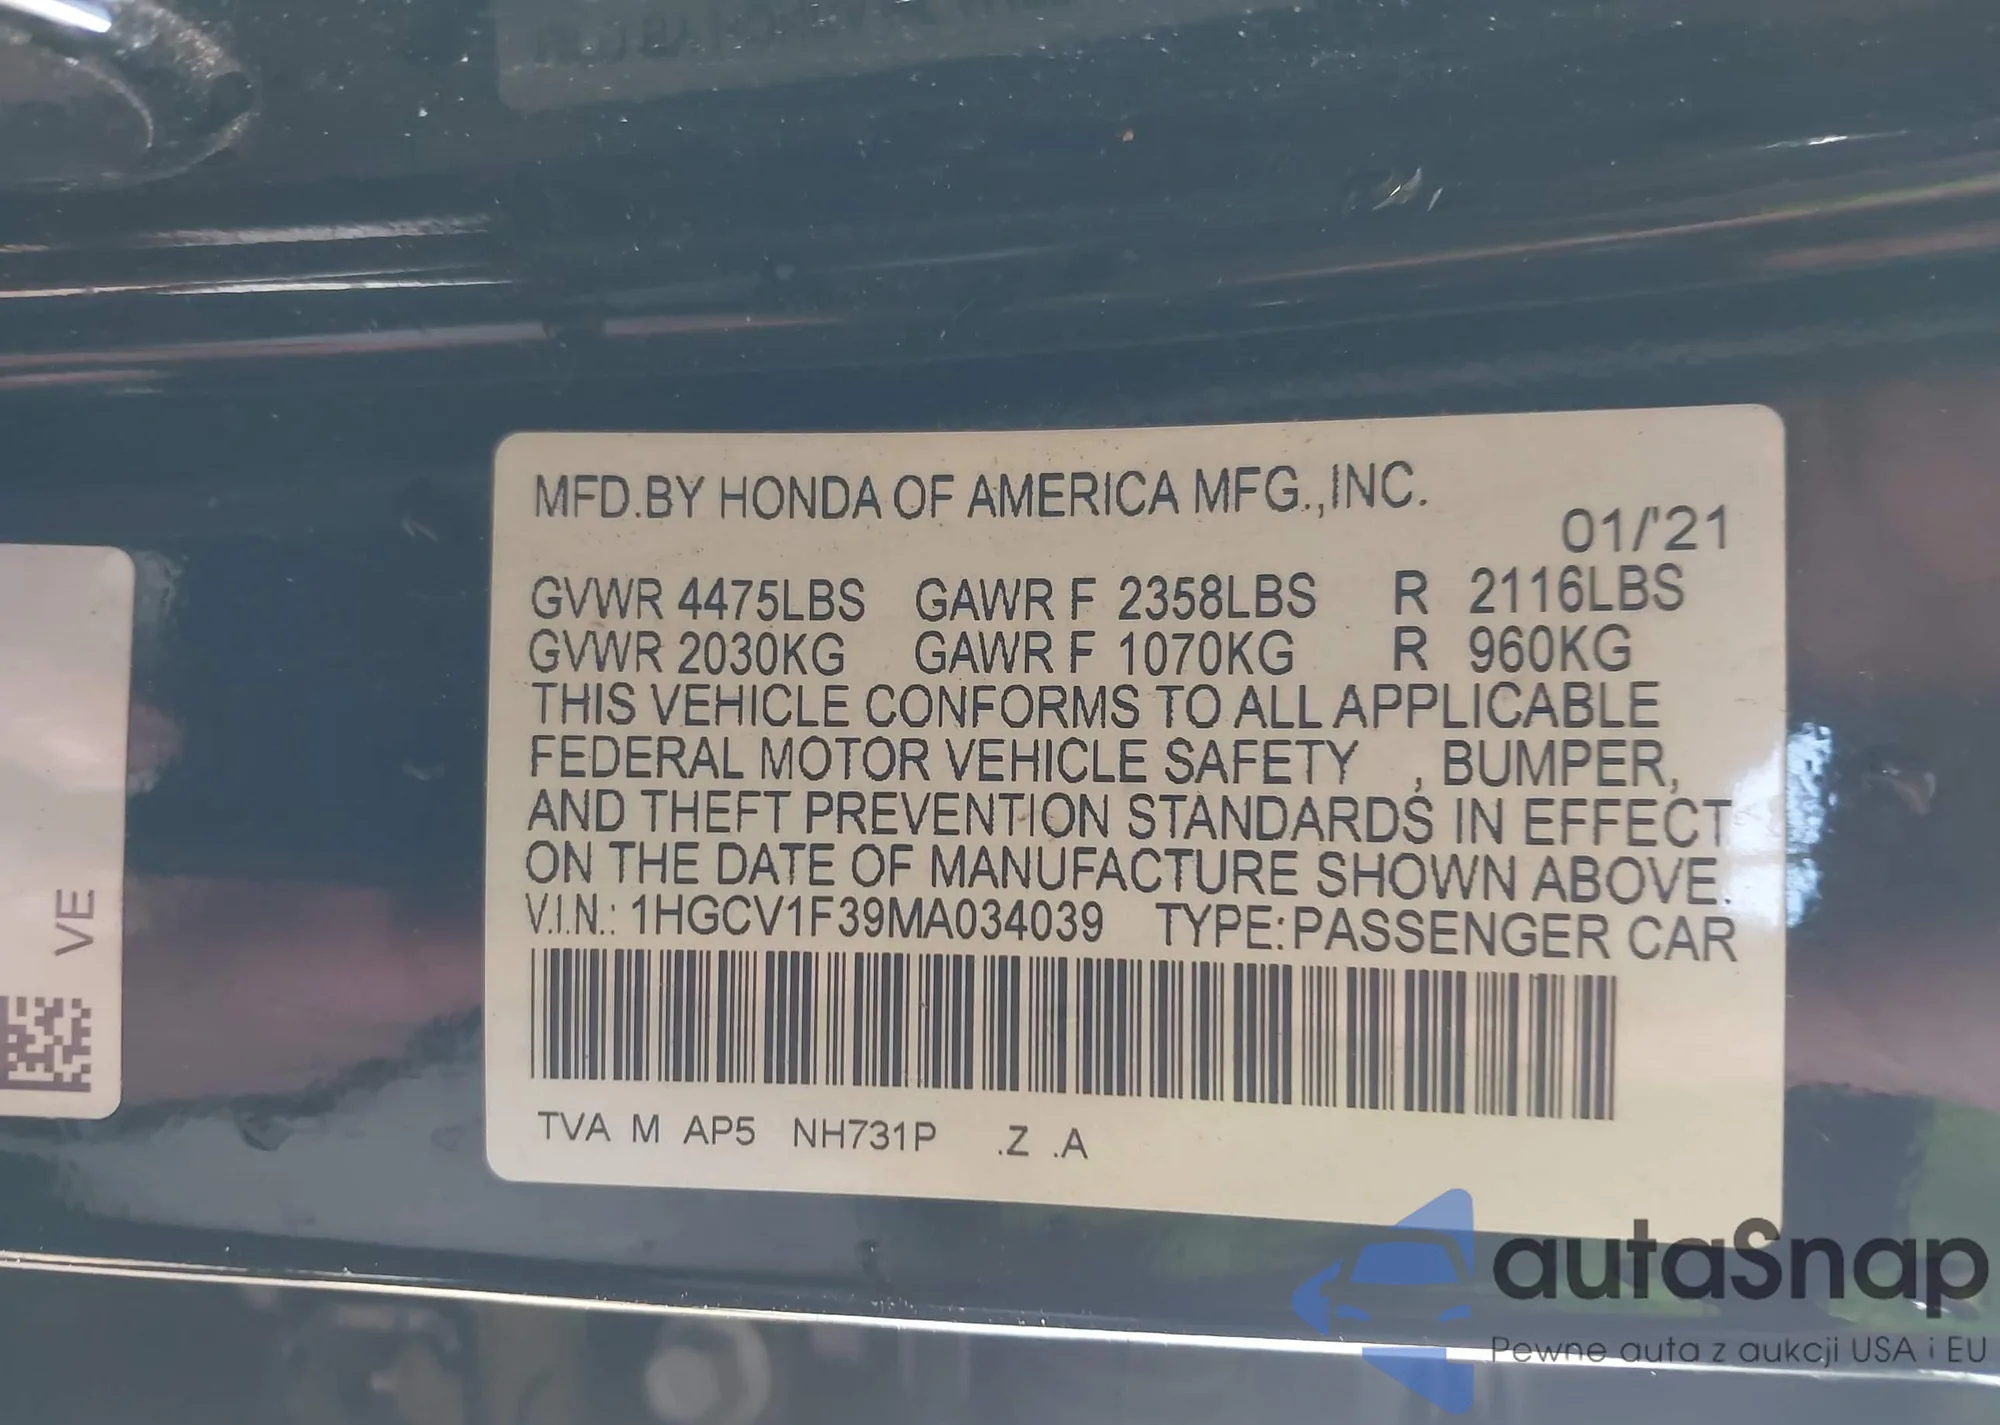 MFD.BY HONDA OF AMERICA MFG.,INC.
01/'21
GVWR 4475LBS GAWR F 2358LBS R 2116LBS
GVWR 2030KG GAWR F 1070KG R 960KG
THIS VEHICLE CONFORMS TO ALL APPLICABLE
FEDERAL MOTOR VEHICLE SAFETY , BUMPER,
AND THEFT PREVENTION STANDARDS IN EFFECT
ON THE DATE OF MANUFACTURE SHOWN ABOVE.
V.I.N.: 1HGCV1F39MA034039 TYPE:PASSENGER CAR
TVA M AP5 NH731P .Z .A
VE
autaSnap
Pewne auta z aukcji USA i EU